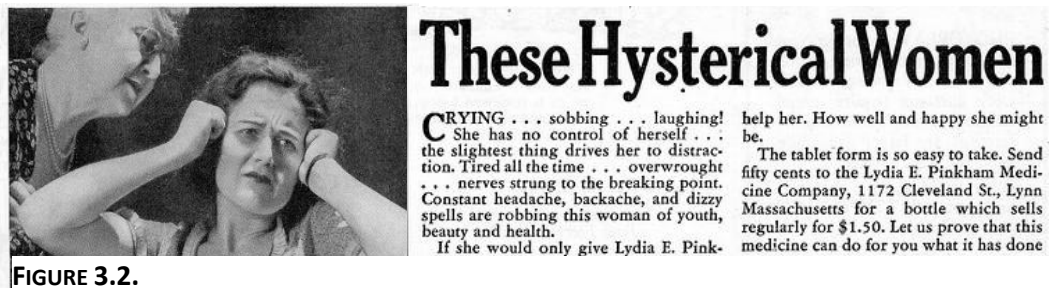 These Hysterical Women
CRYING . . . sobbing . . . laughing!
She has no control of herself . . .
the slightest thing drives her to distrac-
tion. Tired all the time . . . overwrought
. . . nerves strung to the breaking point.
Constant headache, backache, and dizzy
spells are robbing this woman of youth,
beauty and health.
If she would only give Lydia E. Pink-
help her. How well and happy she might
be.
The tablet form is so easy to take. Send
fifty cents to the Lydia E. Pinkham Medi-
cine Company, 1172 Cleveland St., Lynn
Massachusetts for a bottle which sells
regularly for $1.50. Let us prove that this
medicine can do for you what it has done
FIGURE 3.2.